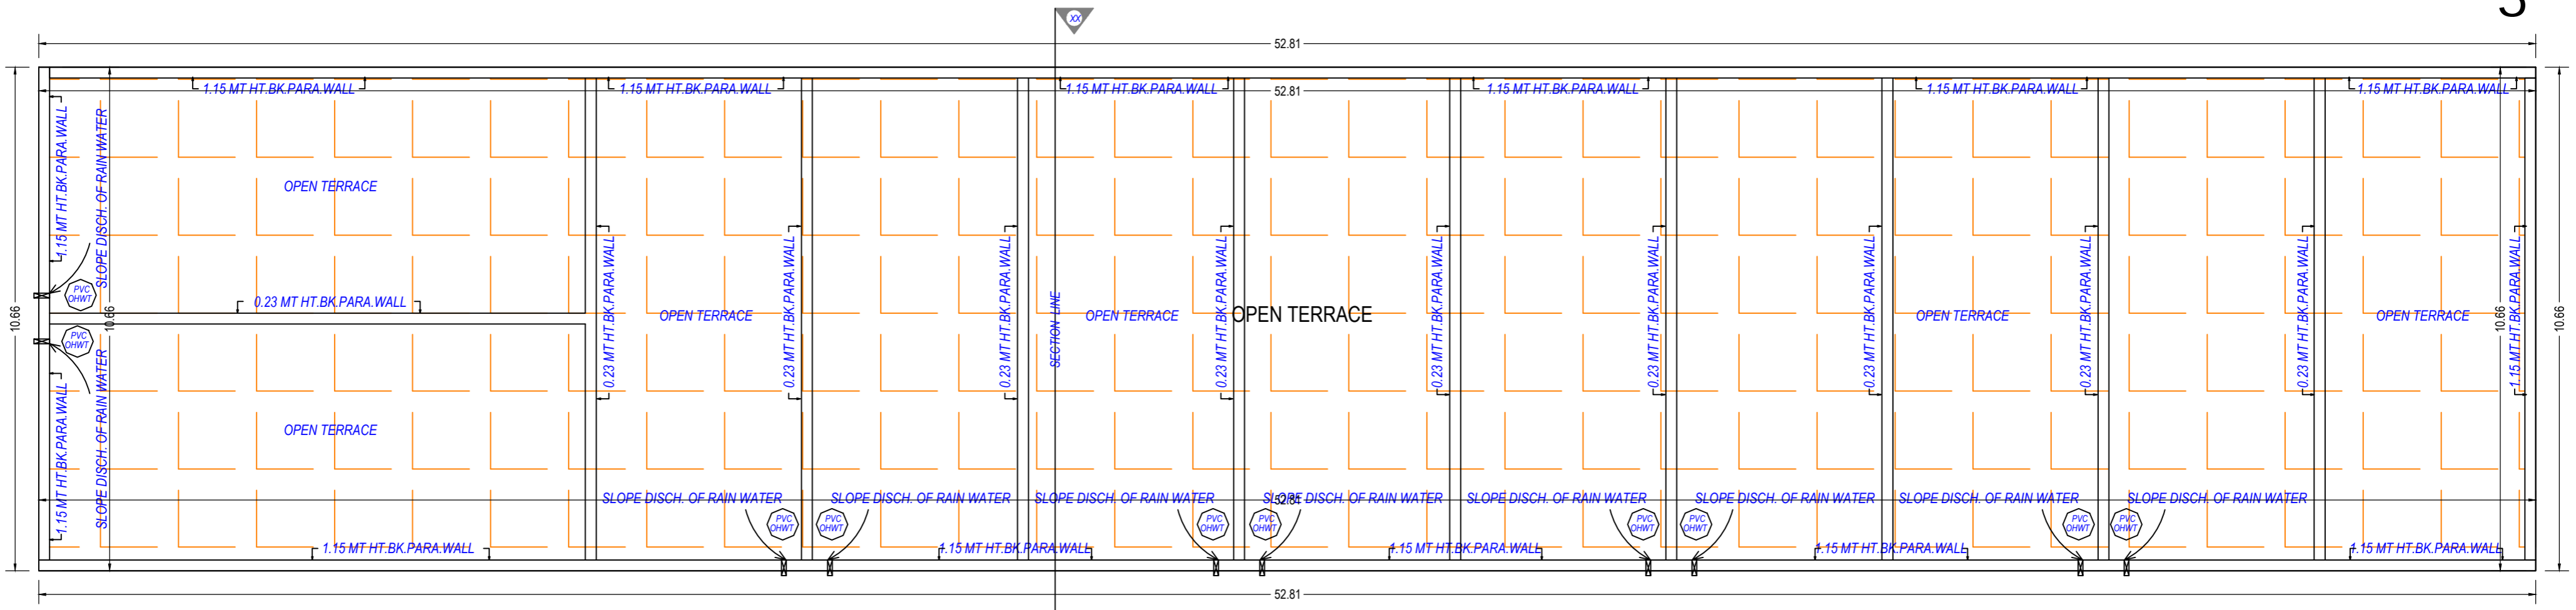 XX
52.81
1.15 MT HT.BK.PARA.WALL
1.15 MT HT.BK.PARA.WALL
1.15 MT HT.BK.PARA.WALL
1.15 MT HT.BK.PARA.WALL
1.15 MT HT.BK.PARA.WALL
1.15 MT HT.BK.PARA.WALL
52.81
1.15 MT HT.BK.PARA.WALL
SLOPE DISCH. OF RAIN WATER
OPEN TERRACE
10.66
PVC
OHWT
0.23 MT HT.BK.PARA.WALL
10.66
PVC
OHWT
1.15 MT HT.BK.PARA.WALL
SLOPE DISCH. OF RAIN WATER
OPEN TERRACE
0.23 MT HT.BK.PARA.WALL
OPEN TERRACE
0.23 MT HT.BK.PARA.WALL
0.23 MT HT.BK.PARA.WALL
SECTION LINE
OPEN TERRACE
0.23 MT HT.BK.PARA.WALL
OPEN TERRACE
0.23 MT HT.BK.PARA.WALL
0.23 MT HT.BK.PARA.WALL
0.23 MT HT.BK.PARA.WALL
OPEN TERRACE
0.23 MT HT.BK.PARA.WALL
0.23 MT HT.BK.PARA.WALL
OPEN TERRACE
10.66
1.15 MT HT.BK.PARA.WALL
10.66
SLOPE DISCH. OF RAIN WATER
SLOPE DISCH. OF RAIN WATER
SLOPE DISCH. OF RAIN WATER
SLOPE DISCH. OF RAIN WATER
52.81
SLOPE DISCH. OF RAIN WATER
SLOPE DISCH. OF RAIN WATER
SLOPE DISCH. OF RAIN WATER
SLOPE DISCH. OF RAIN WATER
PVC
OHWT
PVC
OHWT
PVC
OHWT
PVC
OHWT
PVC
OHWT
PVC
OHWT
PVC
OHWT
PVC
OHWT
1.15 MT HT.BK.PARA.WALL
1.15 MT HT.BK.PARA.WALL
1.15 MT HT.BK.PARA.WALL
1.15 MT HT.BK.PARA.WALL
1.15 MT HT.BK.PARA.WALL
52.81